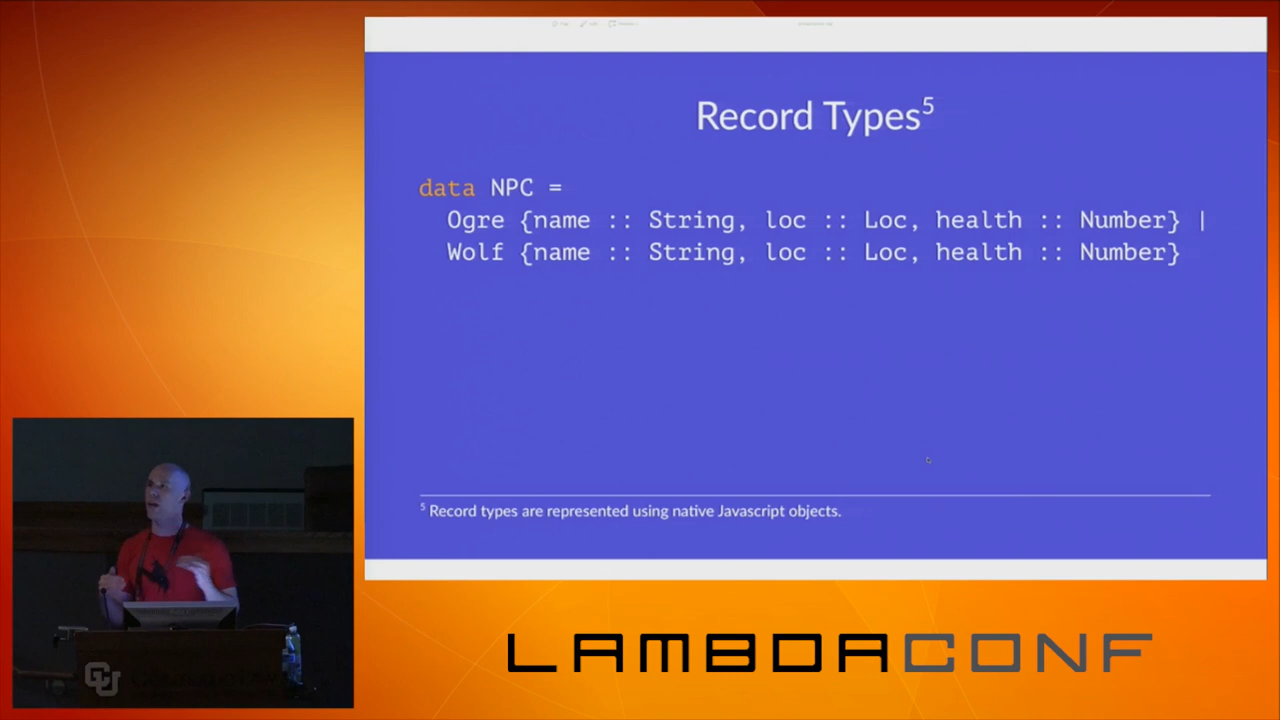 Record Types⁵
data NPC =
Ogre {name :: String, loc :: Loc, health :: Number} |
Wolf {name :: String, loc :: Loc, health :: Number}
⁵ Record types are represented using native Javascript objects.
CU
LAMBDACONF